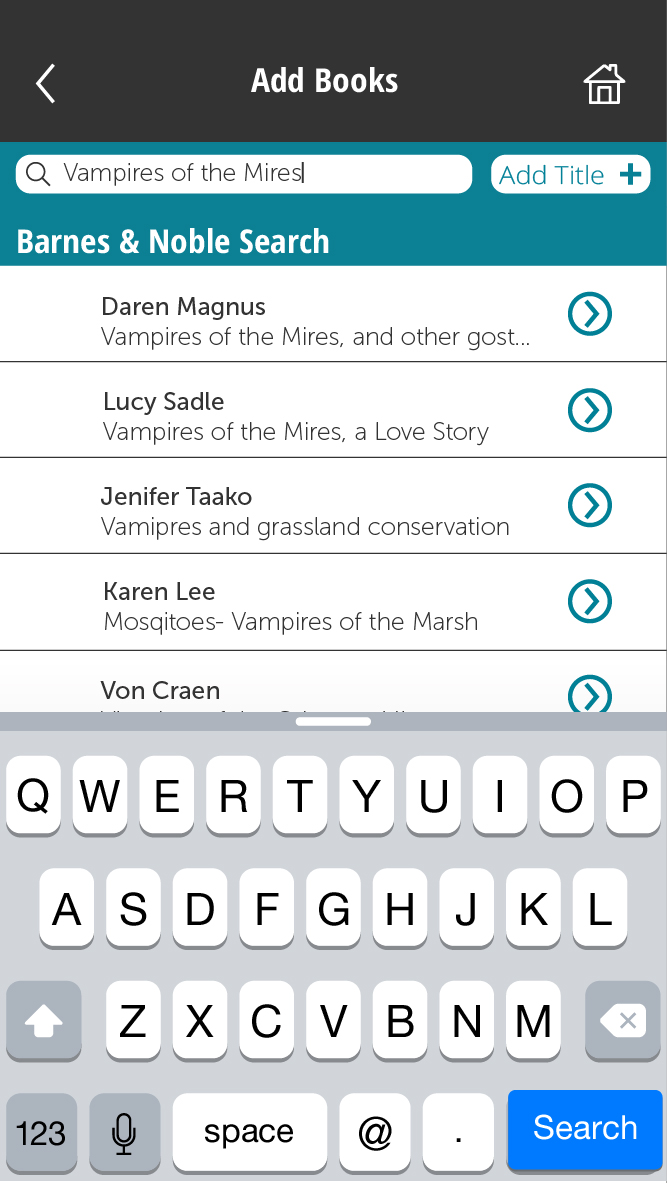 Add Books
Vampires of the Mires
Add Title +
Barnes & Noble Search
Daren Magnus
Vampires of the Mires, and other gost...
Lucy Sadle
Vampires of the Mires, a Love Story
Jenifer Taako
Vamipres and grassland conservation
Karen Lee
Mosqitoes- Vampires of the Marsh
Von Craen
Q W E R T Y U I O P
A S D F G H J K L
Z X C V B N M
123 space @ . Search